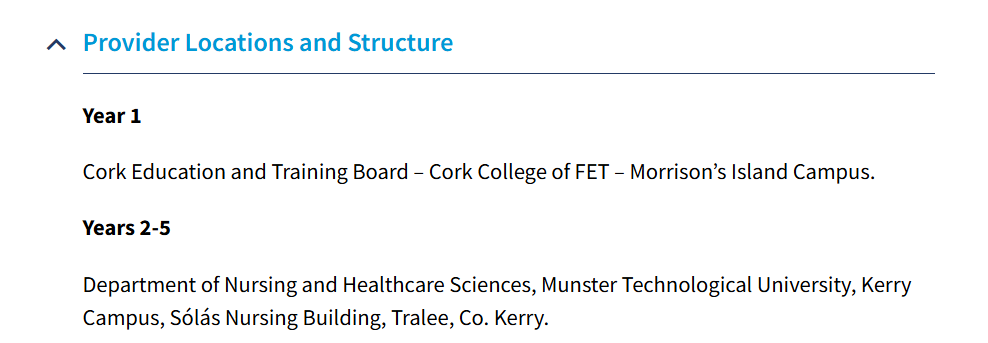 Provider Locations and Structure
Year 1
Cork Education and Training Board – Cork College of FET – Morrison’s Island Campus.
Years 2-5
Department of Nursing and Healthcare Sciences, Munster Technological University, Kerry
Campus, Sólás Nursing Building, Tralee, Co. Kerry.